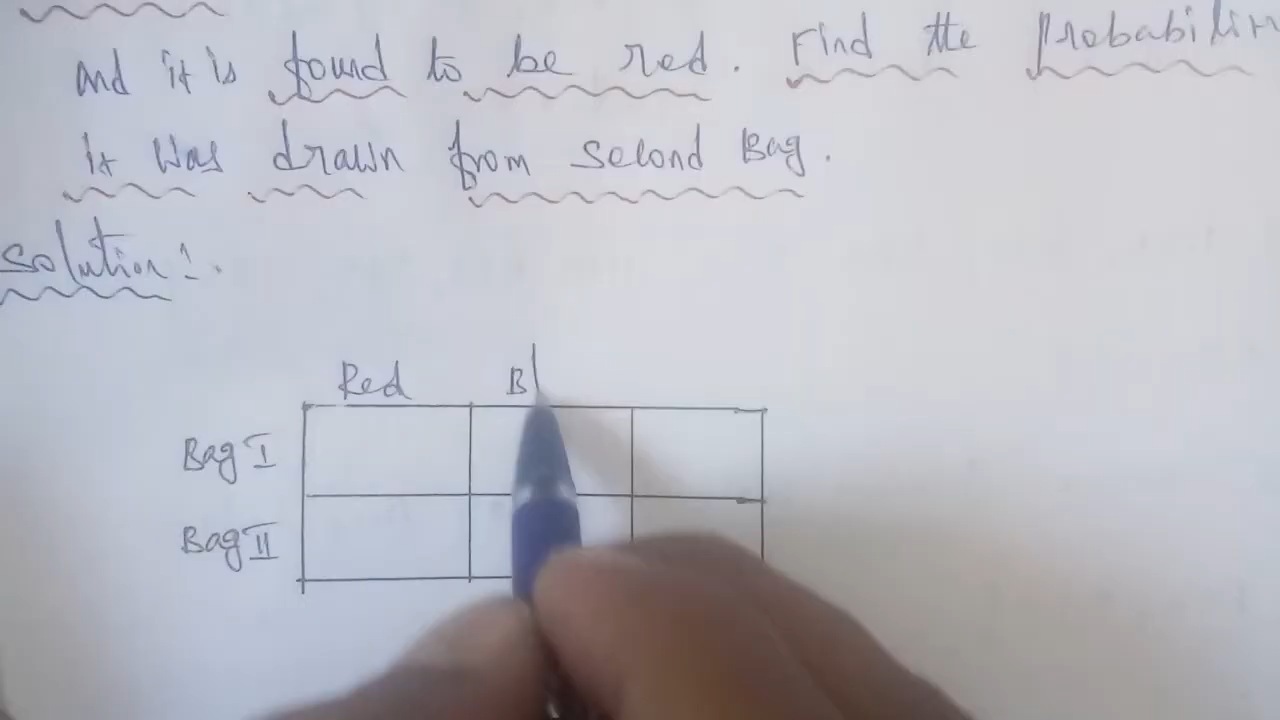 and it is found to be red. Find the Probability
it was drawn from second Bag.
Solution :.
Red Bl
Bag I
Bag II